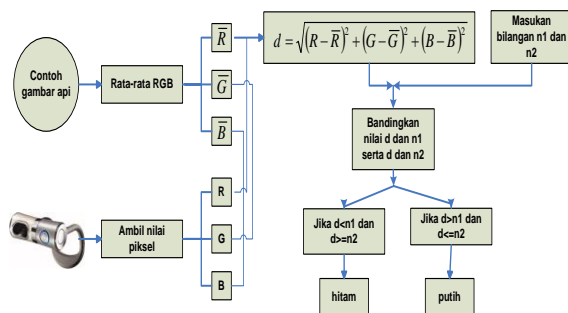 Contoh
gambar api
Rata-rata RGB
R̅
G̅
B̅
d = √((R−R̅)² + (G−G̅)² + (B−B̅)²)
Masukan
bilangan n1 dan
n2
Bandingkan
nilai d dan n1
serta d dan n2
Ambil nilai
piksel
R
G
B
Jika d<n1 dan
d>=n2
Jika d>n1 dan
d<=n2
hitam
putih